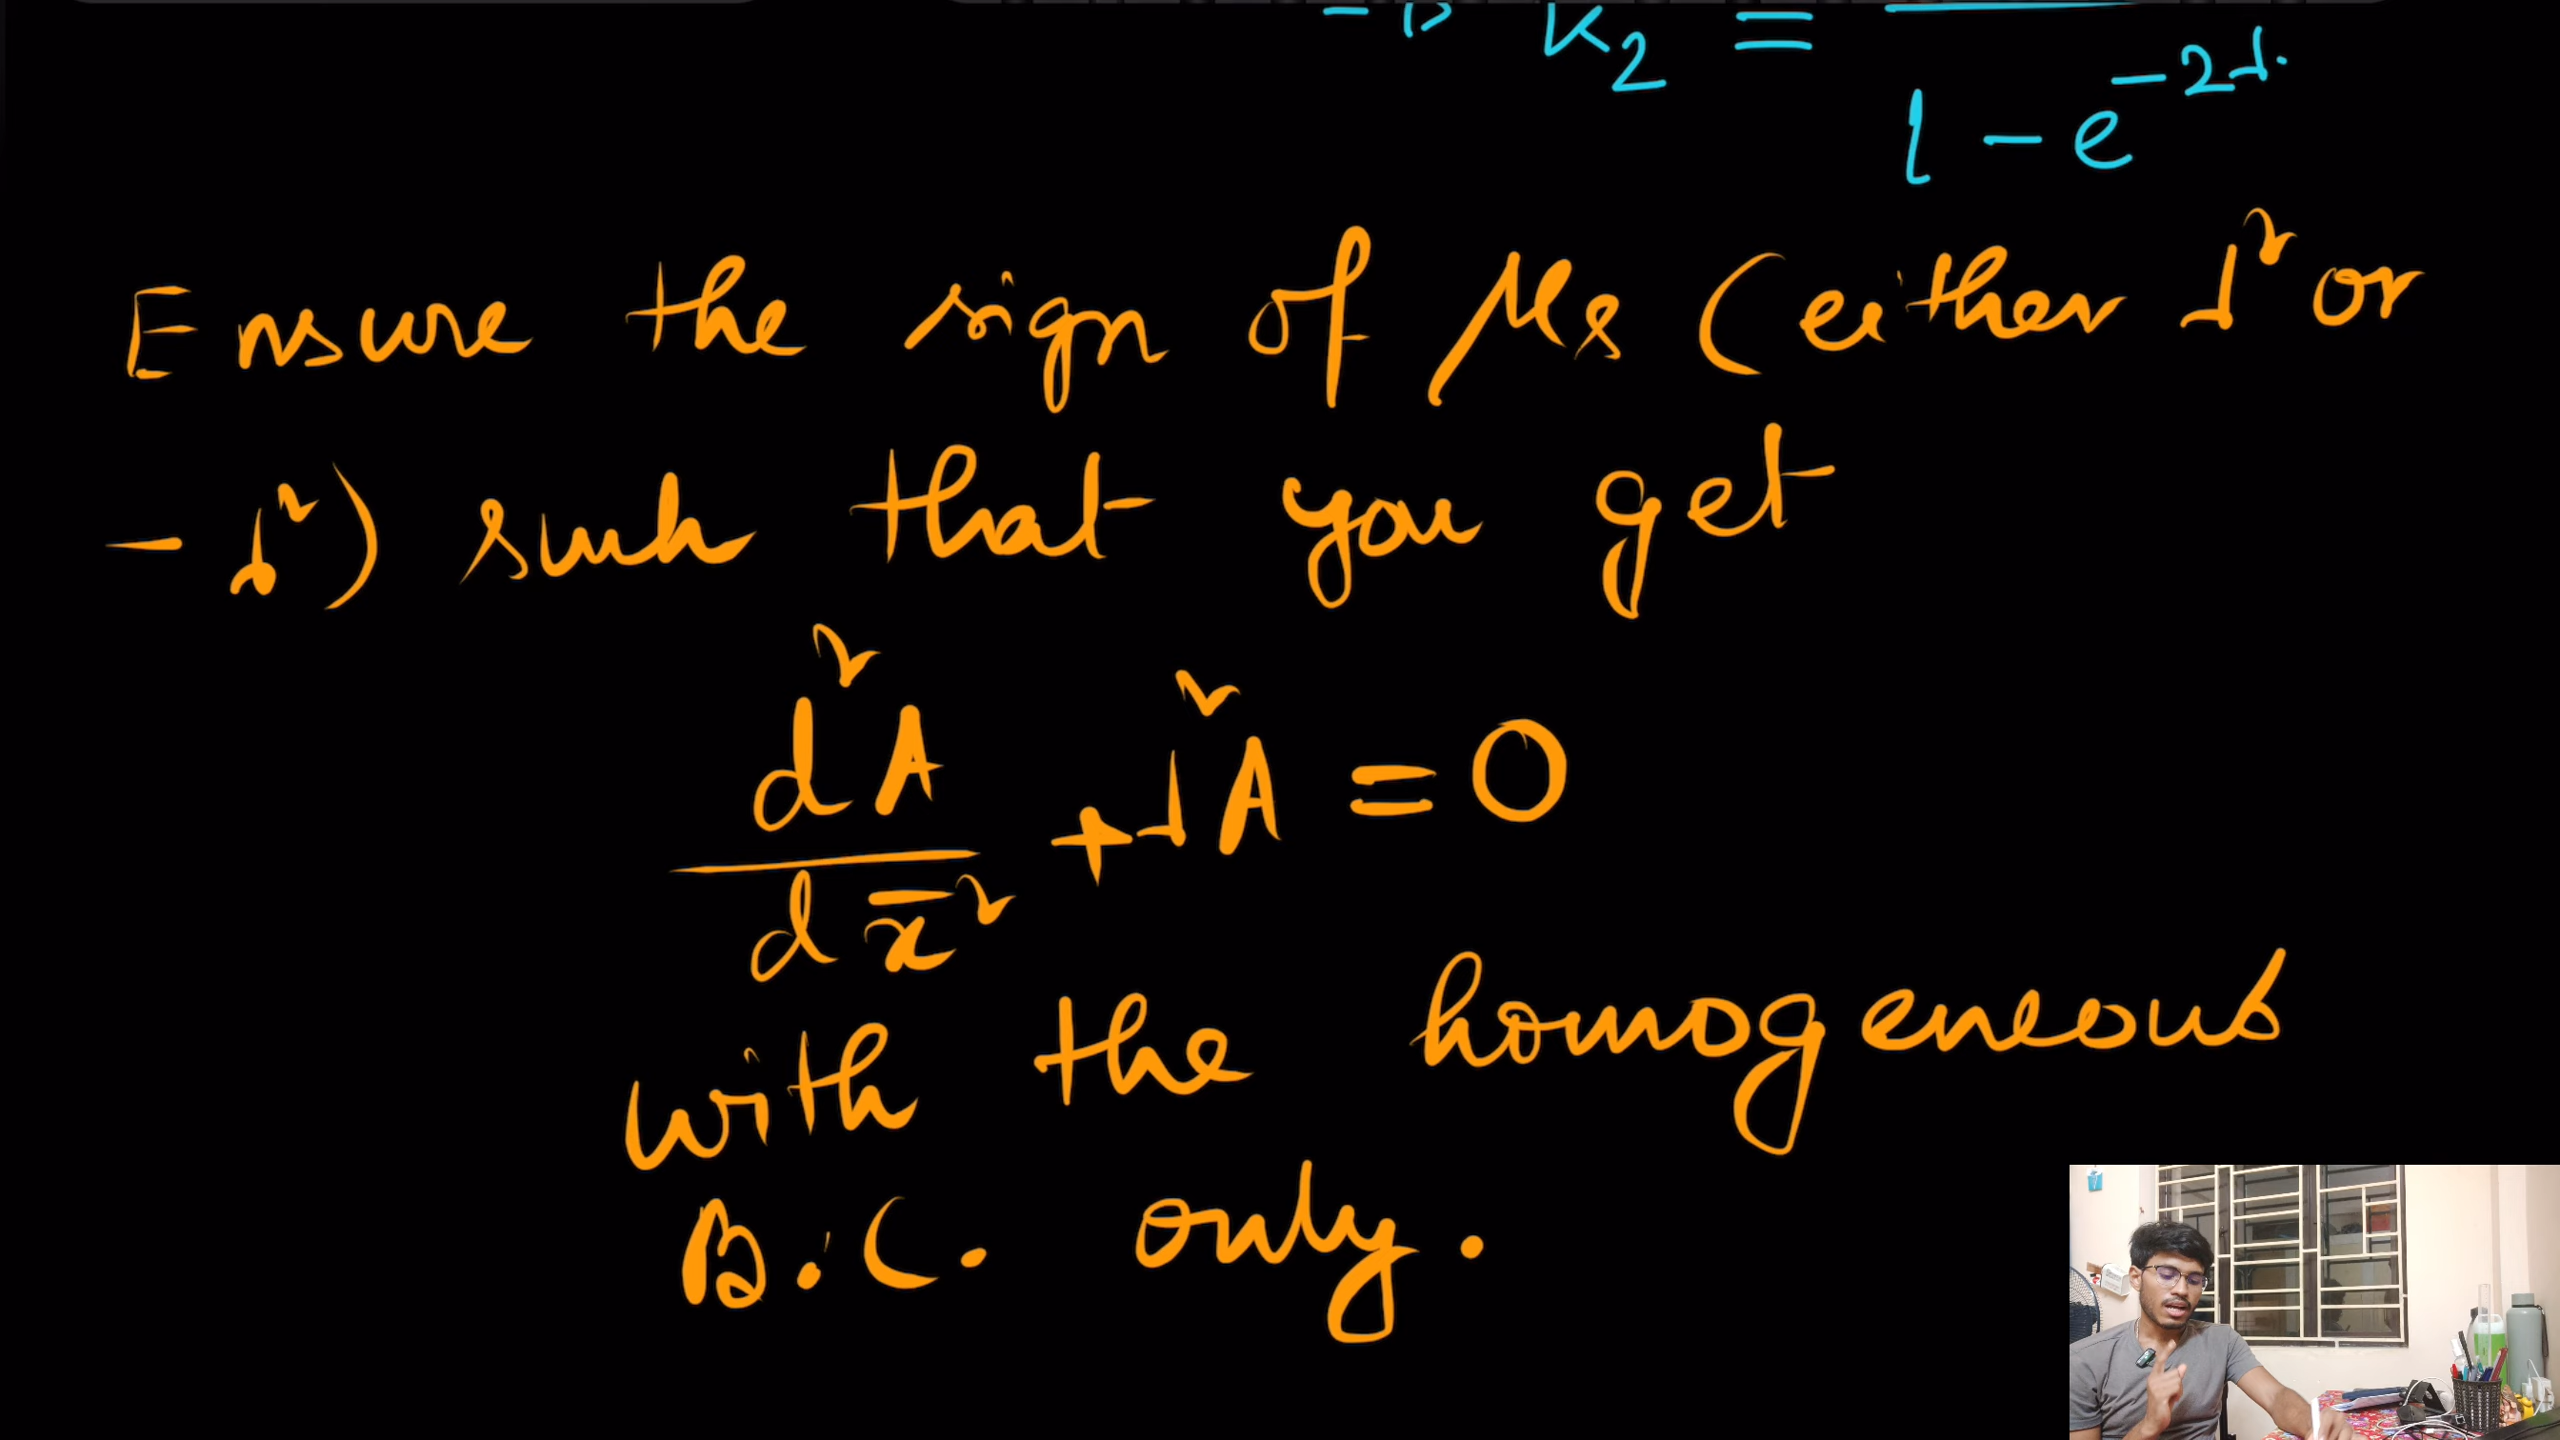 K₂ =
1 - e^{-2λ}.
Ensure the sign of μs (either λ² or
- λ²) such that you get
d²A/dx̄² + λ²A = 0
with the homogeneous
B.C. only.